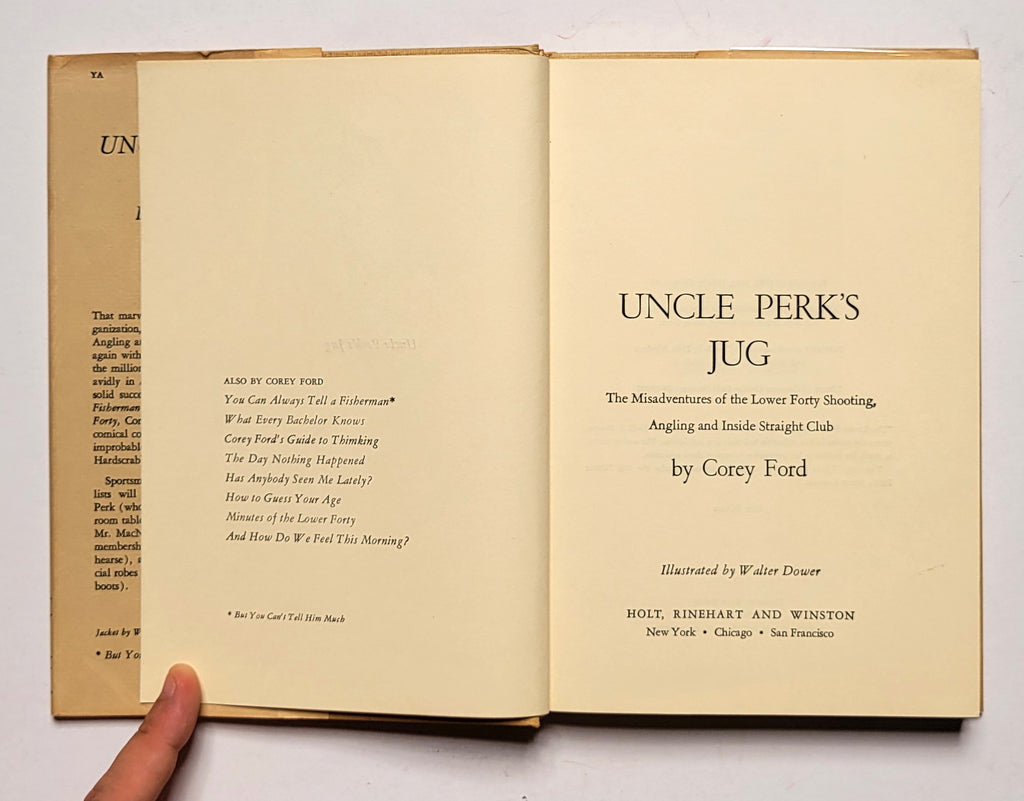 YA
UN
That marv
ganization,
Angling a
again with
the million
avidly in
solid succ
Fisherman
Forty, Cor
comical co
improbabl
Hardscrab
Sportsm
lists will
Perk (who
room tabl
Mr. MacN
membersh
hearse), 
cial robes
boots).
Jacket by W
* But Yo
ALSO BY COREY FORD
You Can Always Tell a Fisherman*
What Every Bachelor Knows
Corey Ford's Guide to Thimking
The Day Nothing Happened
Has Anybody Seen Me Lately?
How to Guess Your Age
Minutes of the Lower Forty
And How Do We Feel This Morning?
* But You Can't Tell Him Much
UNCLE PERK'S
JUG
The Misadventures of the Lower Forty Shooting,
Angling and Inside Straight Club
by Corey Ford
Illustrated by Walter Dower
HOLT, RINEHART AND WINSTON
New York • Chicago • San Francisco